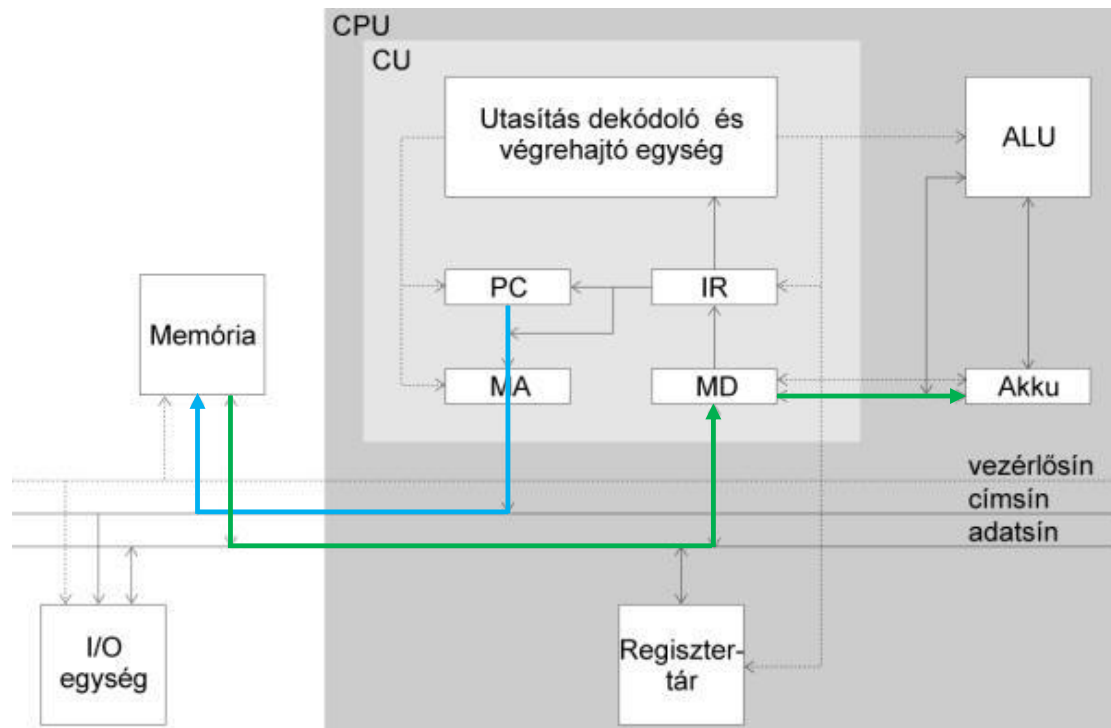 CPU
CU
Utasítás dekódoló és
végrehajtó egység
ALU
PC
IR
Memória
MA
MD
Akku
vezérlősín
címsín
adatsín
I/O
egység
Regiszter-
tár